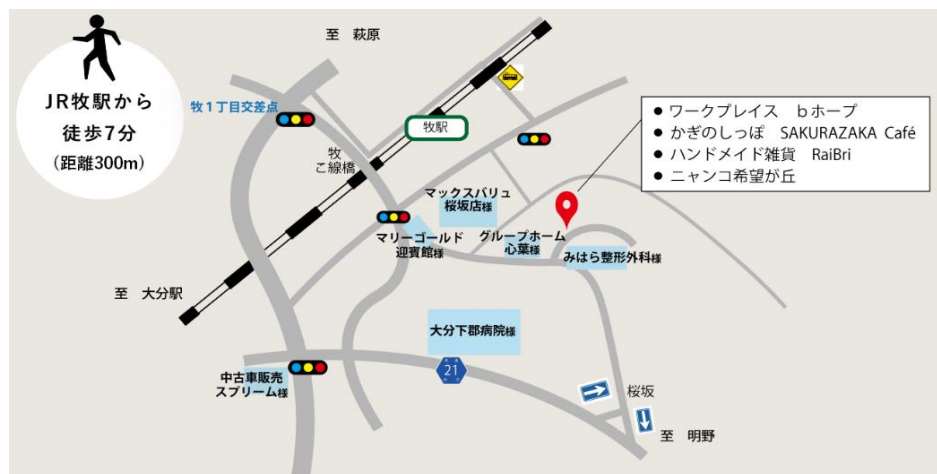 JR牧駅から
徒歩7分
(距離300m)
至　萩原
牧1丁目交差点
牧駅
牧
こ線橋
マックスバリュ
桜坂店様
マリーゴールド
迎賓館様
グループホーム
心葉様
みはら整形外科様
● ワークプレイス　bホープ
● かぎのしっぽ　SAKURAZAKA Café
● ハンドメイド雑貨　RaiBri
● ニャンコ希望が丘
至　大分駅
大分下郡病院様
中古車販売
スプリーム様
21
桜坂
至　明野